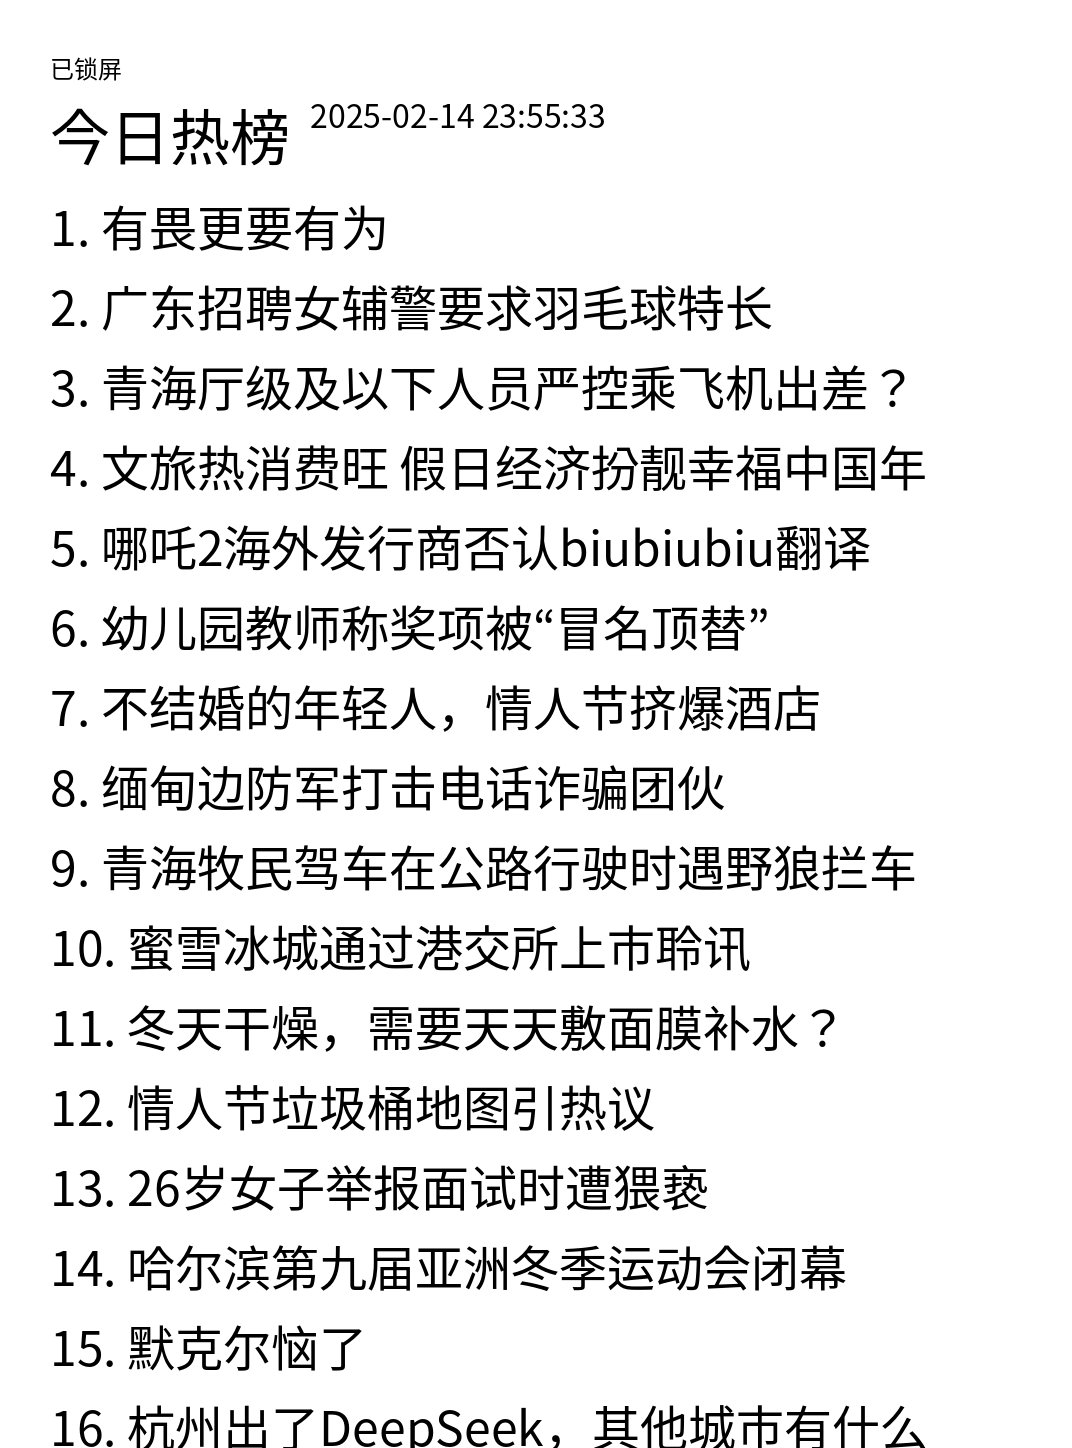 已锁屏
今日热榜 2025-02-14 23:55:33
1. 有畏更要有为
2. 广东招聘女辅警要求羽毛球特长
3. 青海厅级及以下人员严控乘飞机出差？
4. 文旅热消费旺 假日经济扮靓幸福中国年
5. 哪吒2海外发行商否认biubiubiu翻译
6. 幼儿园教师称奖项被“冒名顶替”
7. 不结婚的年轻人，情人节挤爆酒店
8. 缅甸边防军打击电话诈骗团伙
9. 青海牧民驾车在公路行驶时遇野狼拦车
10. 蜜雪冰城通过港交所上市聆讯
11. 冬天干燥，需要天天敷面膜补水？
12. 情人节垃圾桶地图引热议
13. 26岁女子举报面试时遭猥亵
14. 哈尔滨第九届亚洲冬季运动会闭幕
15. 默克尔恼了
16. 杭州出了DeepSeek，其他城市有什么